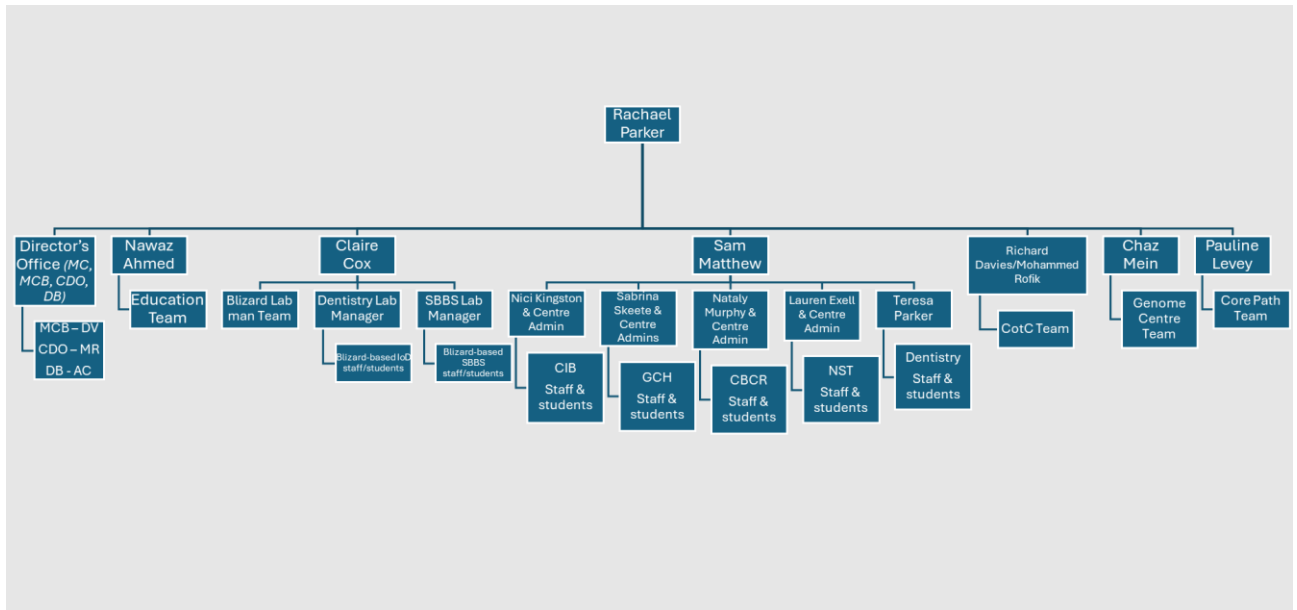 Rachael
Parker
Director's
Office (MC,
MCB, CDO,
DB)
Nawaz
Ahmed
Claire
Cox
Sam
Matthew
Richard
Davies/Mohammed
Rofik
Chaz
Mein
Pauline
Levey
MCB – DV
CDO – MR
DB - AC
Education
Team
Blizard Lab
man Team
Dentistry Lab
Manager
SBBS Lab
Manager
Nici Kingston
& Centre
Admin
Sabrina
Skeete &
Centre
Admins
Nataly
Murphy &
Centre
Admin
Lauren Exell
& Centre
Admin
Teresa
Parker
CotC Team
Genome
Centre
Team
Core Path
Team
Blizard-based IoD
staff/students
Blizard-based
SBBS
staff/students
CIB
Staff &
students
GCH
Staff &
students
CBCR
Staff &
students
NST
Staff &
students
Dentistry
Staff &
students